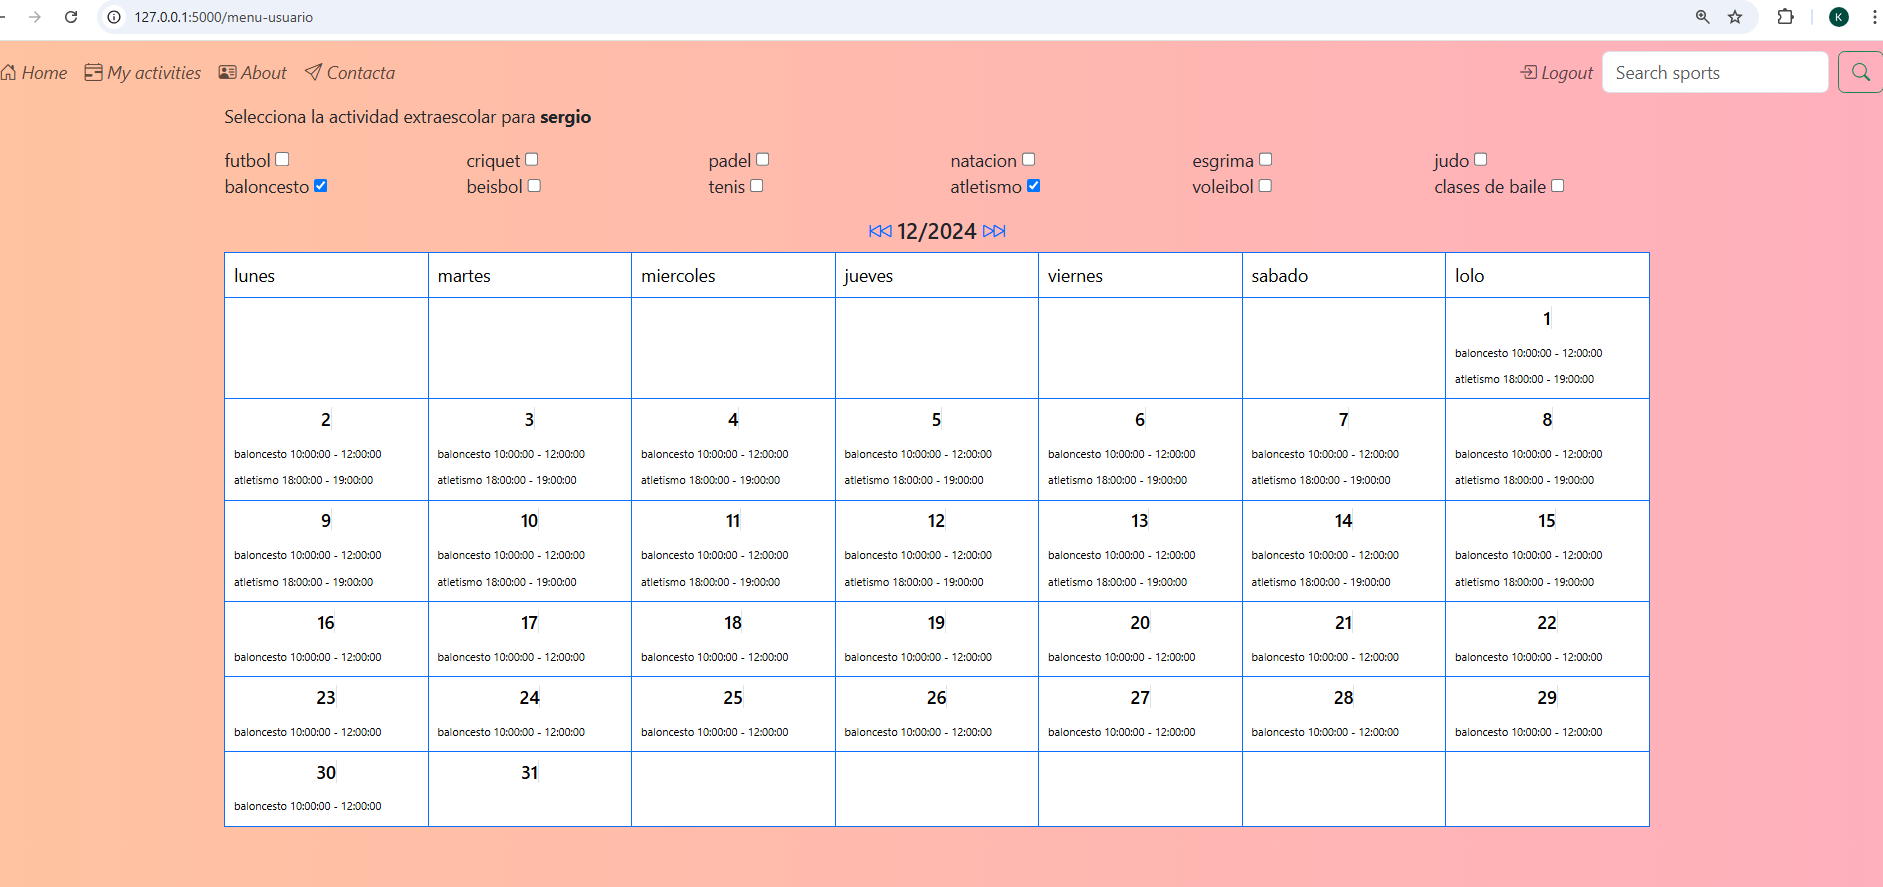 127.0.0.1:5000/menu-usuario
K
Home My activities About Contacta Logout Search sports
Selecciona la actividad extraescolar para sergio
futbol criquet padel natacion esgrima judo
baloncesto beisbol tenis atletismo voleibol clases de baile
12/2024
lunes martes miercoles jueves viernes sabado lolo
1
baloncesto 10:00:00 - 12:00:00
atletismo 18:00:00 - 19:00:00
2 3 4 5 6 7 8
baloncesto 10:00:00 - 12:00:00 baloncesto 10:00:00 - 12:00:00 baloncesto 10:00:00 - 12:00:00 baloncesto 10:00:00 - 12:00:00 baloncesto 10:00:00 - 12:00:00 baloncesto 10:00:00 - 12:00:00 baloncesto 10:00:00 - 12:00:00
atletismo 18:00:00 - 19:00:00 atletismo 18:00:00 - 19:00:00 atletismo 18:00:00 - 19:00:00 atletismo 18:00:00 - 19:00:00 atletismo 18:00:00 - 19:00:00 atletismo 18:00:00 - 19:00:00 atletismo 18:00:00 - 19:00:00
9 10 11 12 13 14 15
baloncesto 10:00:00 - 12:00:00 baloncesto 10:00:00 - 12:00:00 baloncesto 10:00:00 - 12:00:00 baloncesto 10:00:00 - 12:00:00 baloncesto 10:00:00 - 12:00:00 baloncesto 10:00:00 - 12:00:00 baloncesto 10:00:00 - 12:00:00
atletismo 18:00:00 - 19:00:00 atletismo 18:00:00 - 19:00:00 atletismo 18:00:00 - 19:00:00 atletismo 18:00:00 - 19:00:00 atletismo 18:00:00 - 19:00:00 atletismo 18:00:00 - 19:00:00 atletismo 18:00:00 - 19:00:00
16 17 18 19 20 21 22
baloncesto 10:00:00 - 12:00:00 baloncesto 10:00:00 - 12:00:00 baloncesto 10:00:00 - 12:00:00 baloncesto 10:00:00 - 12:00:00 baloncesto 10:00:00 - 12:00:00 baloncesto 10:00:00 - 12:00:00 baloncesto 10:00:00 - 12:00:00
23 24 25 26 27 28 29
baloncesto 10:00:00 - 12:00:00 baloncesto 10:00:00 - 12:00:00 baloncesto 10:00:00 - 12:00:00 baloncesto 10:00:00 - 12:00:00 baloncesto 10:00:00 - 12:00:00 baloncesto 10:00:00 - 12:00:00 baloncesto 10:00:00 - 12:00:00
30 31
baloncesto 10:00:00 - 12:00:00